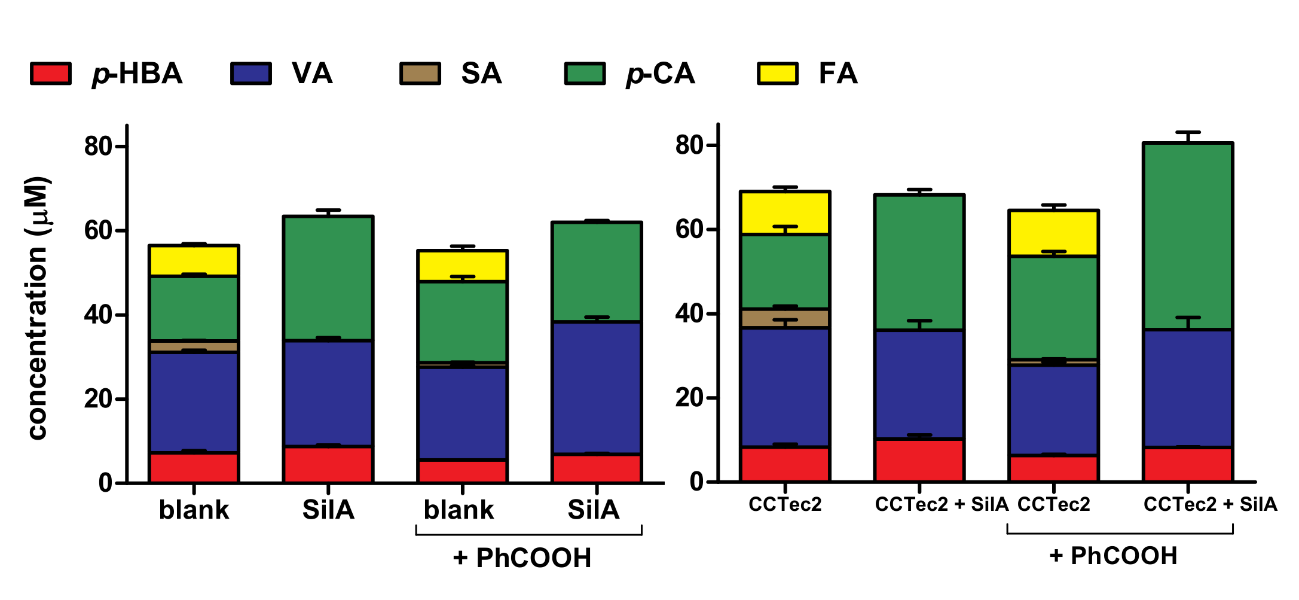 p-HBA VA SA p-CA FA
concentration (μM)
80
60
40
20
0
blank SilA blank SilA
+ PhCOOH
80
60
40
20
0
CCTec2 CCTec2 + SilA CCTec2 CCTec2 + SilA
+ PhCOOH